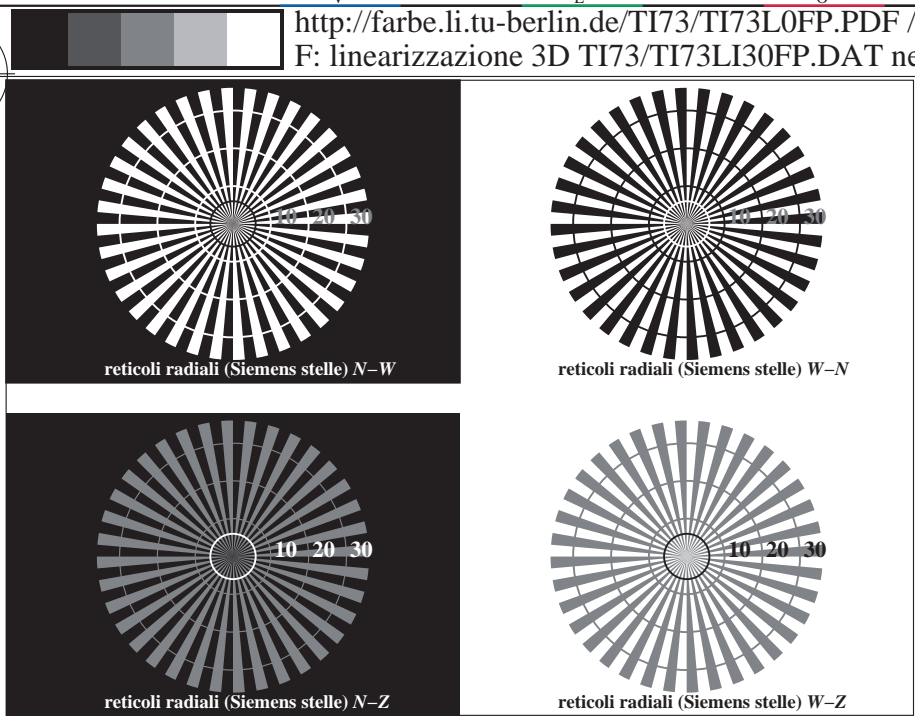 http://farbe.li.tu-berlin.de/TI73/TI73L0FP.PDF /
F: linearizzazione 3D TI73/TI73LI30FP.DAT ne
10 20 30
10 20 30
reticoli radiali (Siemens stelle) N–W
reticoli radiali (Siemens stelle) W–N
10 20 30
10 20 30
reticoli radiali (Siemens stelle) N–Z
reticoli radiali (Siemens stelle) W–Z